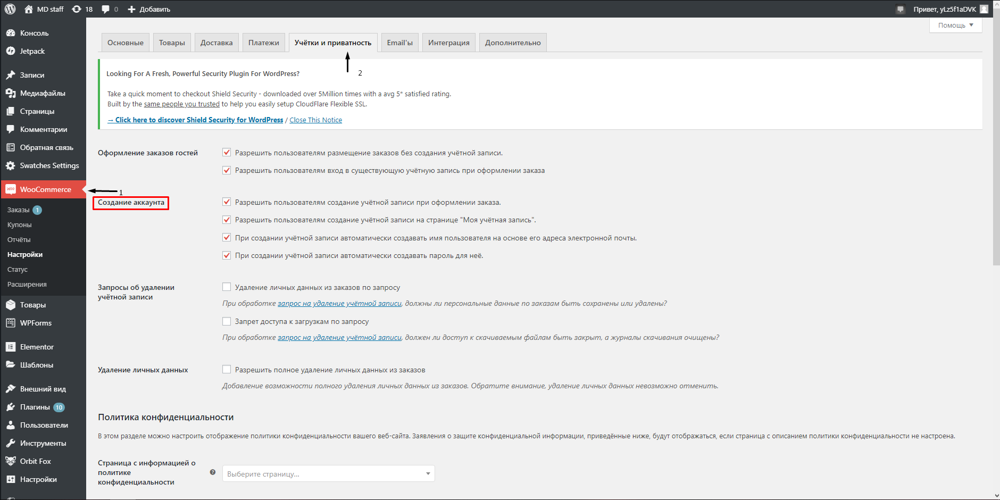 MD staff 18 0 Добавить Привет, yLz5f1aDVK
Помощь
Консоль
Jetpack
Записи
Медиафайлы
Страницы
Комментарии
Обратная связь
Swatches Settings
WooCommerce
Заказы 1
Купоны
Отчёты
Настройки
Статус
Расширения
Товары
WPForms
Elementor
Шаблоны
Внешний вид
Плагины 10
Пользователи
Инструменты
Orbit Fox
Настройки
Основные Товары Доставка Платежи Учётки и приватность Email'ы Интеграция Дополнительно
2
Looking For A Fresh, Powerful Security Plugin For WordPress?
Take a quick moment to checkout Shield Security - downloaded over 5Million times with a avg 5* satisfied rating.
Built by the same people you trusted to help you easily setup CloudFlare Flexible SSL.
→ Click here to discover Shield Security for WordPress / Close This Notice
Оформление заказов гостей
Разрешить пользователям размещение заказов без создания учётной записи.
Разрешить пользователям вход в существующую учётную запись при оформлении заказа
1
Создание аккаунта
Разрешить пользователям создание учётной записи при оформлении заказа.
Разрешить пользователям создание учётной записи на странице "Моя учётная запись".
При создании учётной записи автоматически создавать имя пользователя на основе его адреса электронной почты.
При создании учётной записи автоматически создавать пароль для неё.
Запросы об удалении
учётной записи
Удаление личных данных из заказов по запросу
При обработке запрос на удаление учётной записи, должны ли персональные данные по заказам быть сохранены или удалены?
Запрет доступа к загрузкам по запросу
При обработке запрос на удаление учётной записи, должен ли доступ к скачиваемым файлам быть закрыт, а журналы скачивания очищены?
Удаление личных данных
Разрешить полное удаление личных данных из заказов
Добавление возможности полного удаления личных данных из заказов. Обратите внимание, удаление личных данных невозможно отменить.
Политика конфиденциальности
В этом разделе можно настроить отображение политики конфиденциальности вашего веб-сайта. Заявления о защите конфиденциальной информации, приведённые ниже, будут отображаться, если страница с описанием политики конфиденциальности не настроена.
Страница с информацией о
политике
конфиденциальности
Выберите страницу...